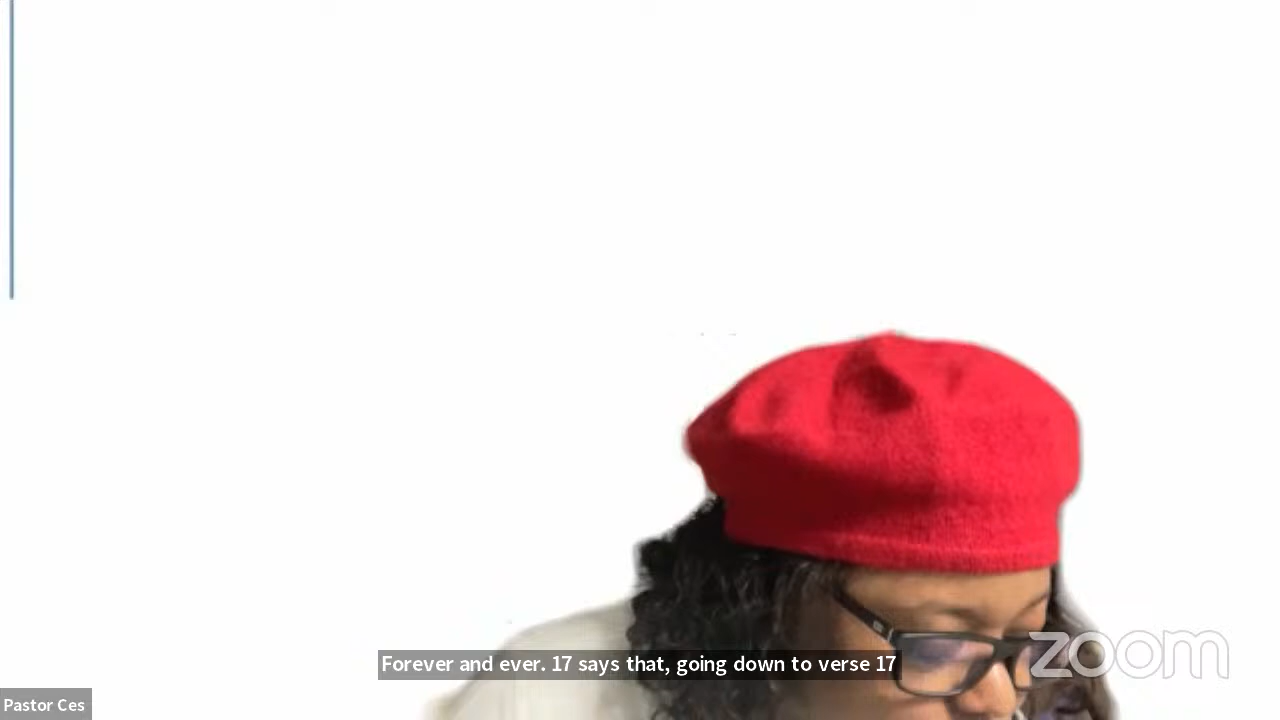 Forever and ever. 17 says that, going down to verse 17
zoom
Pastor Ces